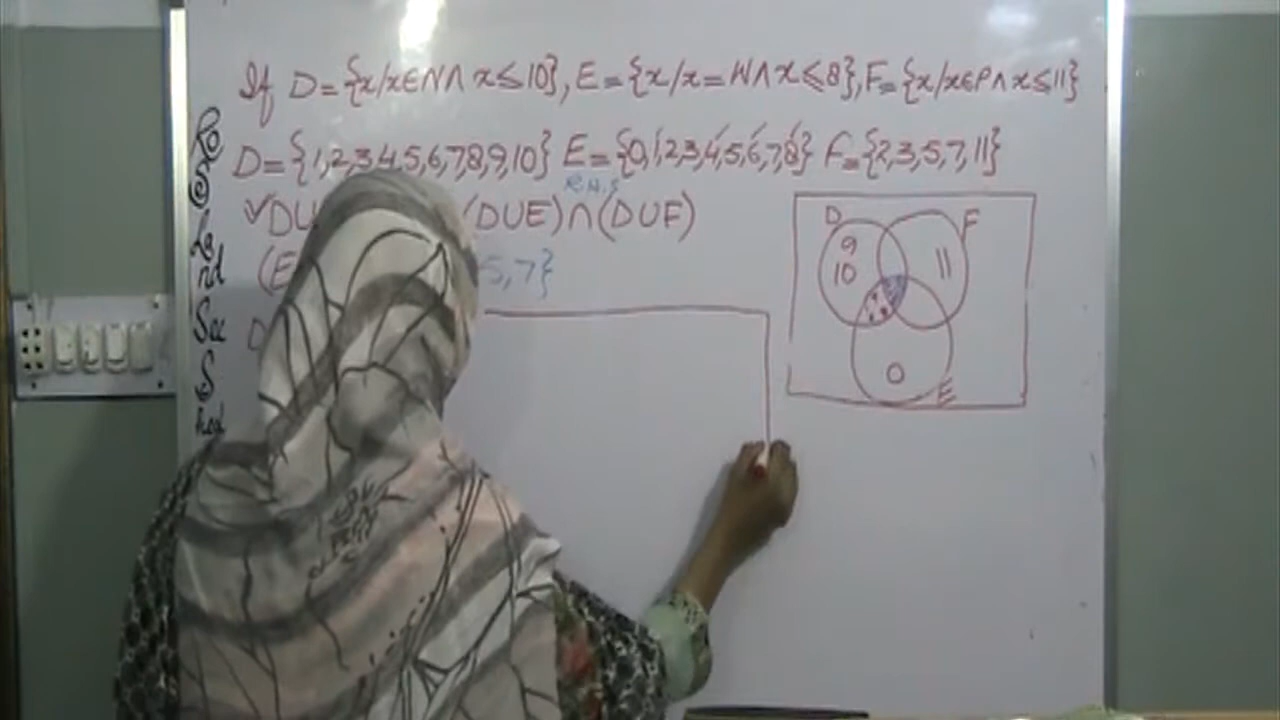 If D = {x/x∈N∧ x≤10}, E = {x/x=W∧x⩽8}, F= {x/x∈P∧x≤11}
D={1,2,3,4,5,6,7,8,9,10} E={0,1,2,3,4,5,6,7,8} F={2,3,5,7,11}
R.H.S
✓DU (DUE)∩(DUF)
(E 5,7}
D
D F
9
10 11
0
E